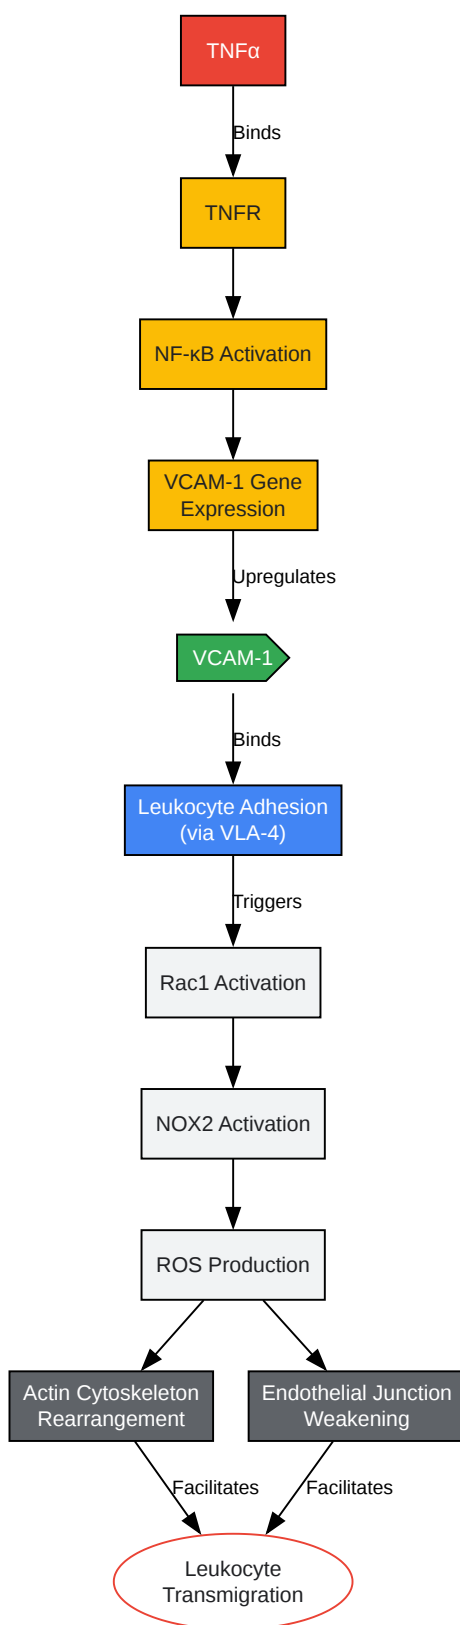 TNFα
Binds
TNFR
NF-κB Activation
VCAM-1 Gene
Expression
Upregulates
VCAM-1
Binds
Leukocyte Adhesion
(via VLA-4)
Triggers
Rac1 Activation
NOX2 Activation
ROS Production
Actin Cytoskeleton
Rearrangement
Endothelial Junction
Weakening
Facilitates
Facilitates
Leukocyte
Transmigration